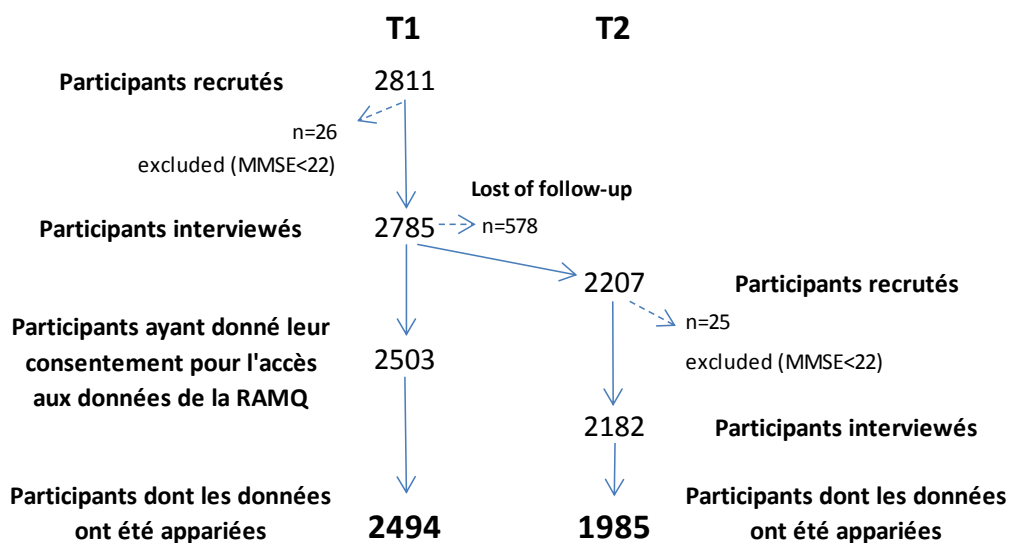 T1 T2
Participants recrutés 2811
n=26
excluded (MMSE<22)
Lost of follow-up
Participants interviewés 2785 n=578
2207 Participants recrutés
Participants ayant donné leur
consentement pour l'accès
aux données de la RAMQ
2503
n=25
excluded (MMSE<22)
2182 Participants interviewés
Participants dont les données
ont été appariées
2494 1985
Participants dont les données
ont été appariées